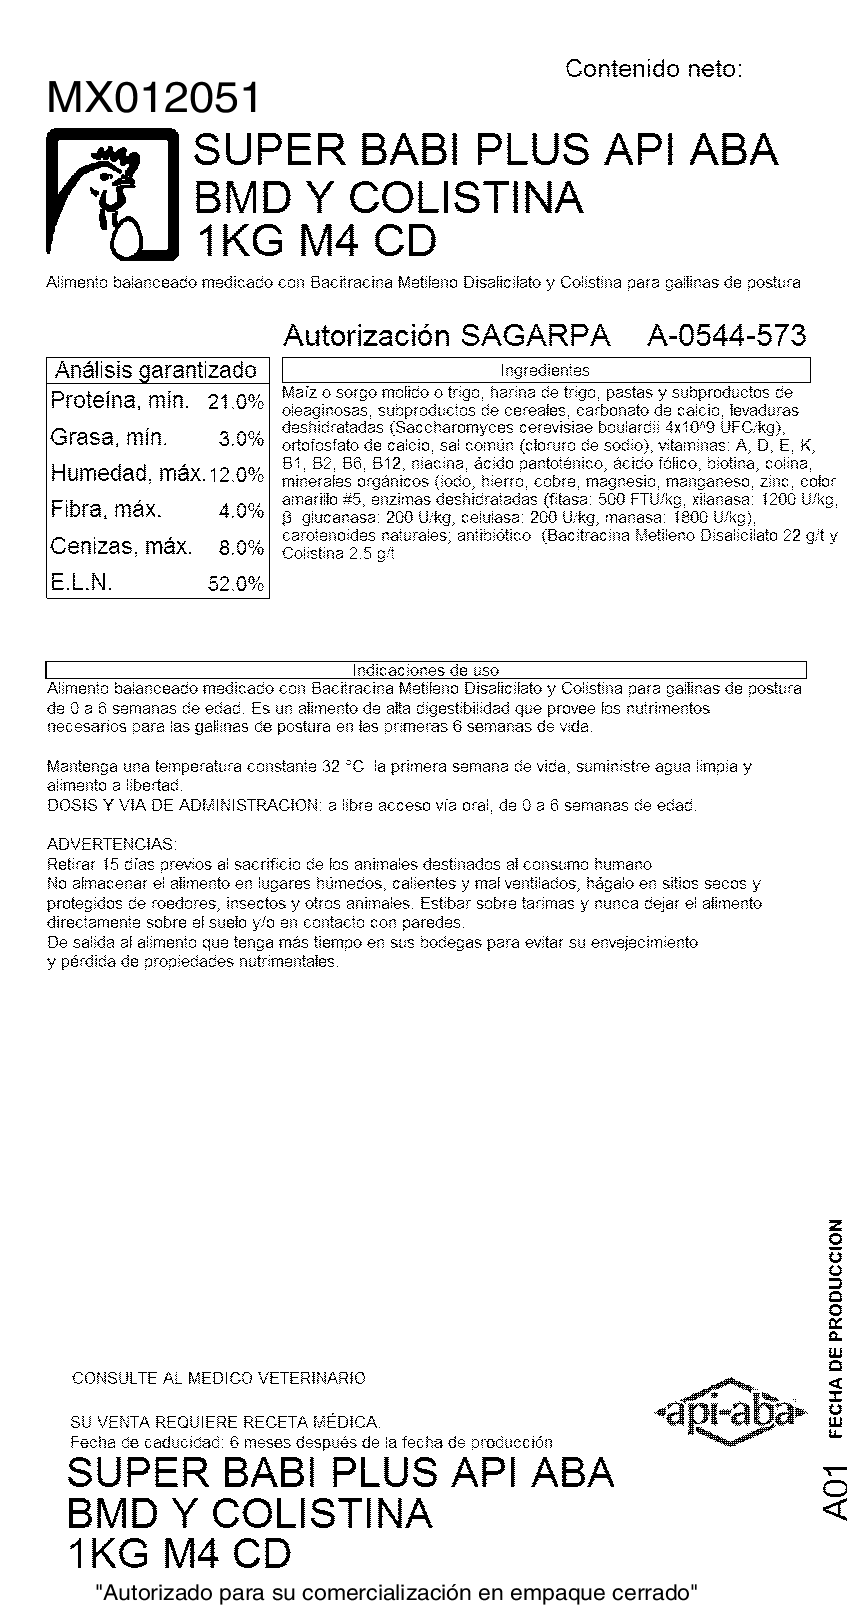 Contenido neto:
MX012051
SUPER BABI PLUS API ABA
BMD Y COLISTINA
1KG M4 CD
Alimento balanceado medicado con Bacitracina Metileno Disalicilato y Colistina para gallinas de postura
Autorización SAGARPA A-0544-573
Análisis garantizado
Proteína, mín. 21.0%
Grasa, mín. 3.0%
Humedad, máx. 12.0%
Fibra, máx. 4.0%
Cenizas, máx. 8.0%
E.L.N. 52.0%
Ingredientes
Maíz o sorgo molido o trigo, harina de trigo, pastas y subproductos de
oleaginosas, subproductos de cereales, carbonato de calcio, levaduras
deshidratadas (Saccharomyces cerevisiae boulardii 4x10^9 UFC/kg),
ortofosfato de calcio, sal común (cloruro de sodio), vitaminas: A, D, E, K,
B1, B2, B6, B12, niacina, ácido pantoténico, ácido fólico, biotina, colina,
minerales orgánicos (iodo, hierro, cobre, magnesio, manganeso, zinc, color
amarillo #5, enzimas deshidratadas (fitasa: 500 FTU/kg, xilanasa: 1200 U/kg,
β glucanasa: 200 U/kg, celulasa: 200 U/kg, manasa: 1800 U/kg),
carotenoides naturales; antibiótico (Bacitracina Metileno Disalicilato 22 g/t y
Colistina 2.5 g/t
Indicaciones de uso
Alimento balanceado medicado con Bacitracina Metileno Disalicilato y Colistina para gallinas de postura
de 0 a 6 semanas de edad. Es un alimento de alta digestibilidad que provee los nutrimentos
necesarios para las gallinas de postura en las primeras 6 semanas de vida.
Mantenga una temperatura constante 32 °C la primera semana de vida, suministre agua limpia y
alimento a libertad.
DOSIS Y VIA DE ADMINISTRACION: a libre acceso vía oral, de 0 a 6 semanas de edad.
ADVERTENCIAS:
Retirar 15 días previos al sacrificio de los animales destinados al consumo humano
No almacenar el alimento en lugares húmedos, calientes y mal ventilados, hágalo en sitios secos y
protegidos de roedores, insectos y otros animales. Estibar sobre tarimas y nunca dejar el alimento
directamente sobre el suelo y/o en contacto con paredes.
De salida al alimento que tenga más tiempo en sus bodegas para evitar su envejecimiento
y pérdida de propiedades nutrimentales.
FECHA DE PRODUCCION
A01
CONSULTE AL MEDICO VETERINARIO
api-aba
SU VENTA REQUIERE RECETA MÉDICA.
Fecha de caducidad: 6 meses después de la fecha de producción
SUPER BABI PLUS API ABA
BMD Y COLISTINA
1KG M4 CD
"Autorizado para su comercialización en empaque cerrado"